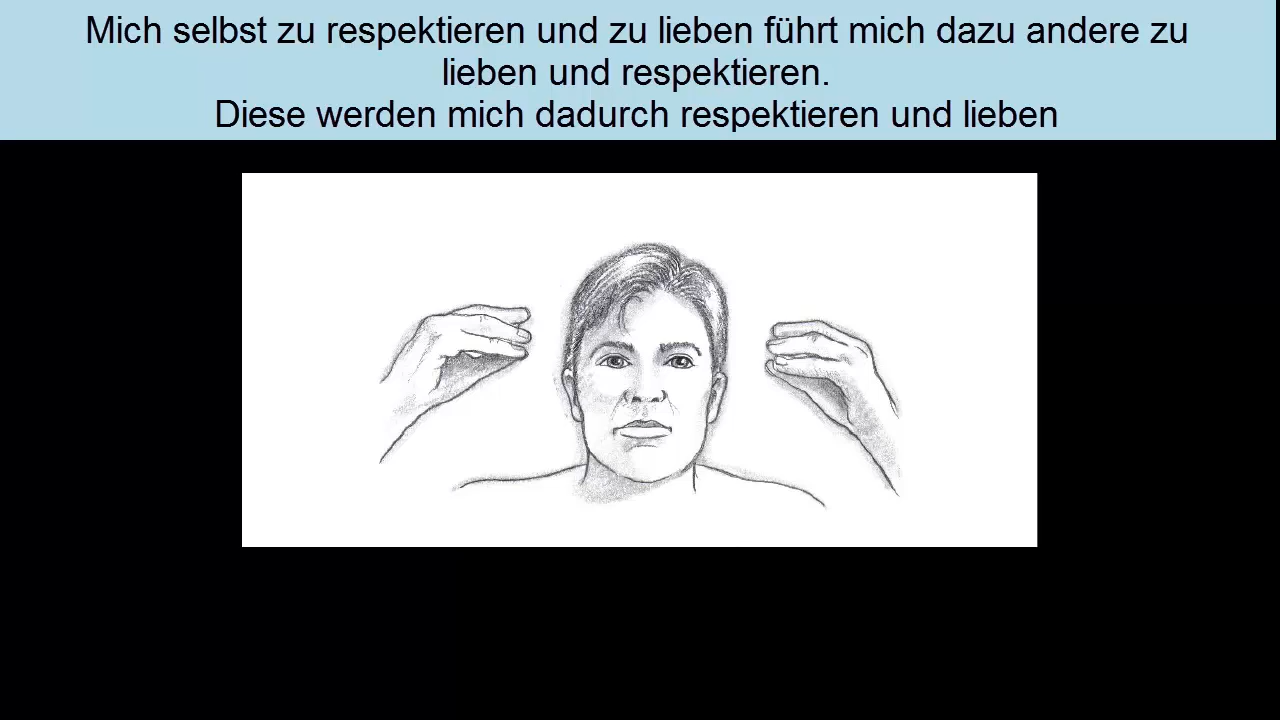 Mich selbst zu respektieren und zu lieben führt mich dazu andere zu
lieben und respektieren.
Diese werden mich dadurch respektieren und lieben